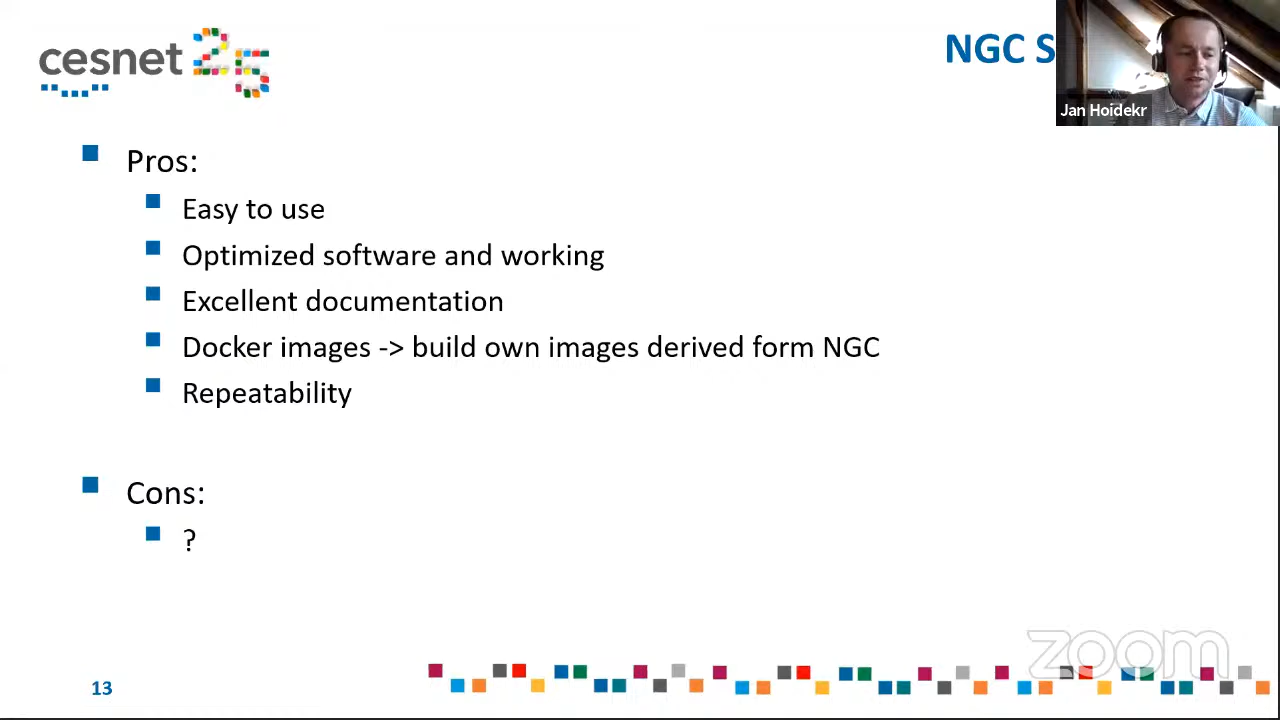 cesnet 25
NGC S
Jan Hoidekr
Pros:
Easy to use
Optimized software and working
Excellent documentation
Docker images -> build own images derived form NGC
Repeatability
Cons:
?
zoom
13